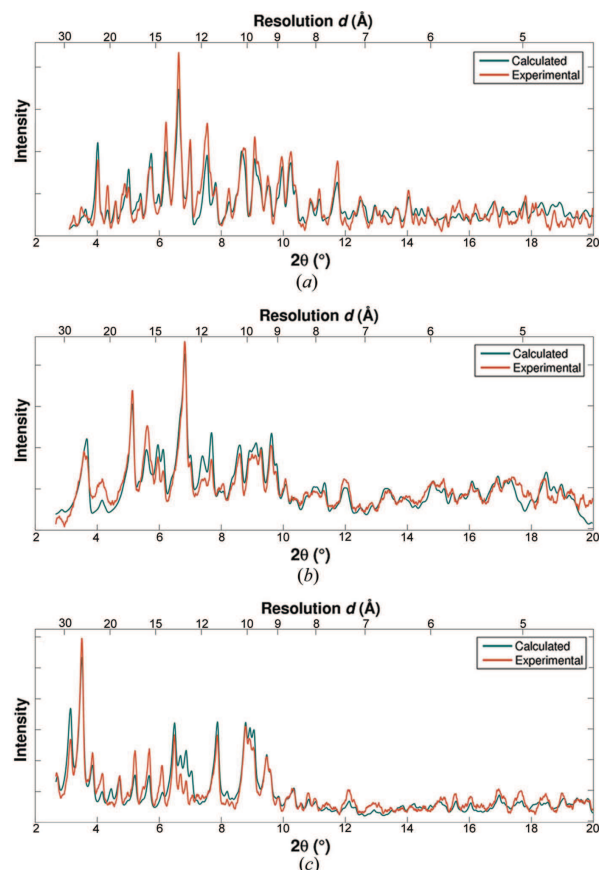 Resolution d (Å)
30 20 15 12 10 9 8 7 6 5
Calculated
Experimental
Intensity
2 4 6 8 10 12 14 16 18 20
2θ (°)
(a)
Resolution d (Å)
30 20 15 12 10 9 8 7 6 5
Calculated
Experimental
Intensity
2 4 6 8 10 12 14 16 18 20
2θ (°)
(b)
Resolution d (Å)
30 20 15 12 10 9 8 7 6 5
Calculated
Experimental
Intensity
2 4 6 8 10 12 14 16 18 20
2θ (°)
(c)